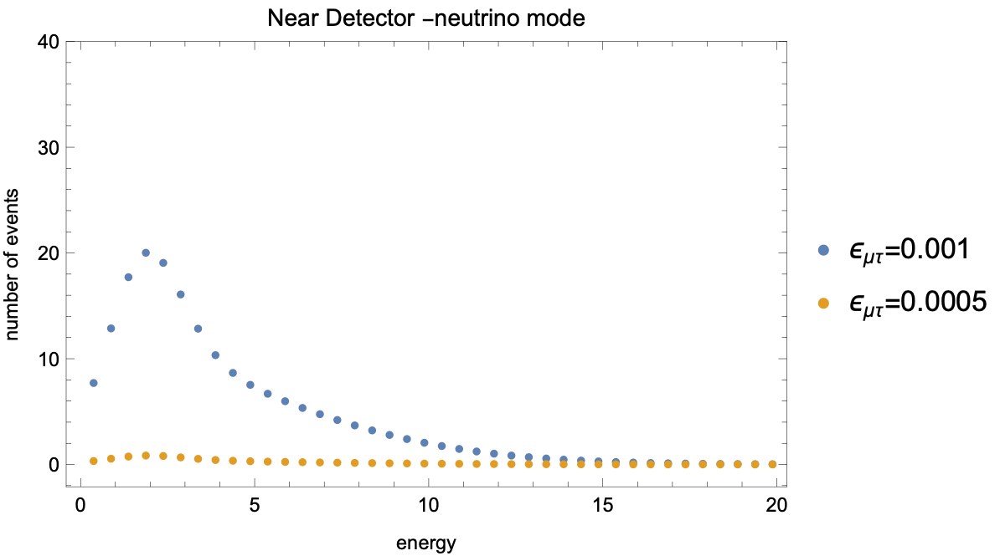 Near Detector –neutrino mode
number of events
40
30
20
10
0
0
5
10
15
20
energy
ϵμτ=0.001
ϵμτ=0.0005